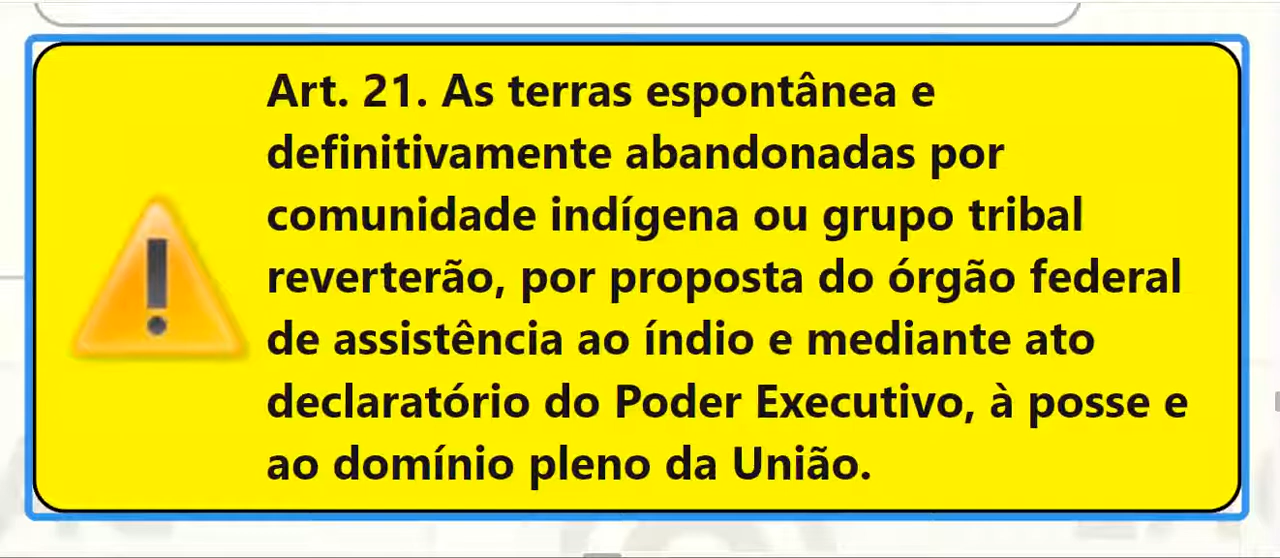 Art. 21. As terras espontânea e
definitivamente abandonadas por
comunidade indígena ou grupo tribal
reverterão, por proposta do órgão federal
de assistência ao índio e mediante ato
declaratório do Poder Executivo, à posse e
ao domínio pleno da União.